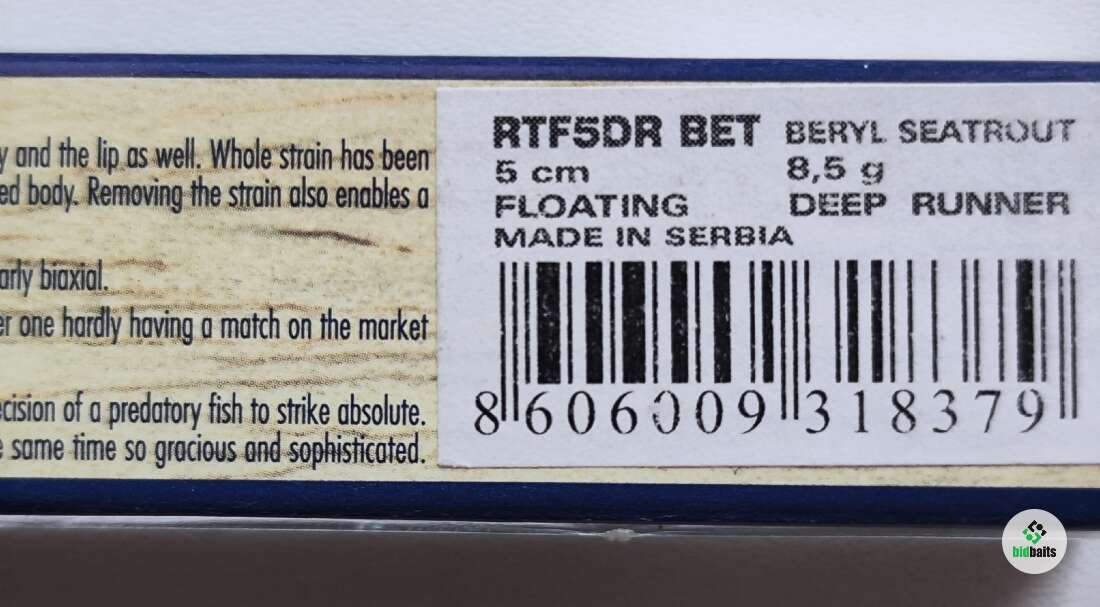 y and the lip as well. Whole strain has been
ed body. Removing the strain also enables a
arly biaxial.
er one hardly having a match on the market
cision of a predatory fish to strike absolute.
e same time so gracious and sophisticated.
RTF5DR BET BERYL SEATROUT
5 cm 8,5 g
FLOATING DEEP RUNNER
MADE IN SERBIA
8 606009 318379
bidbaits